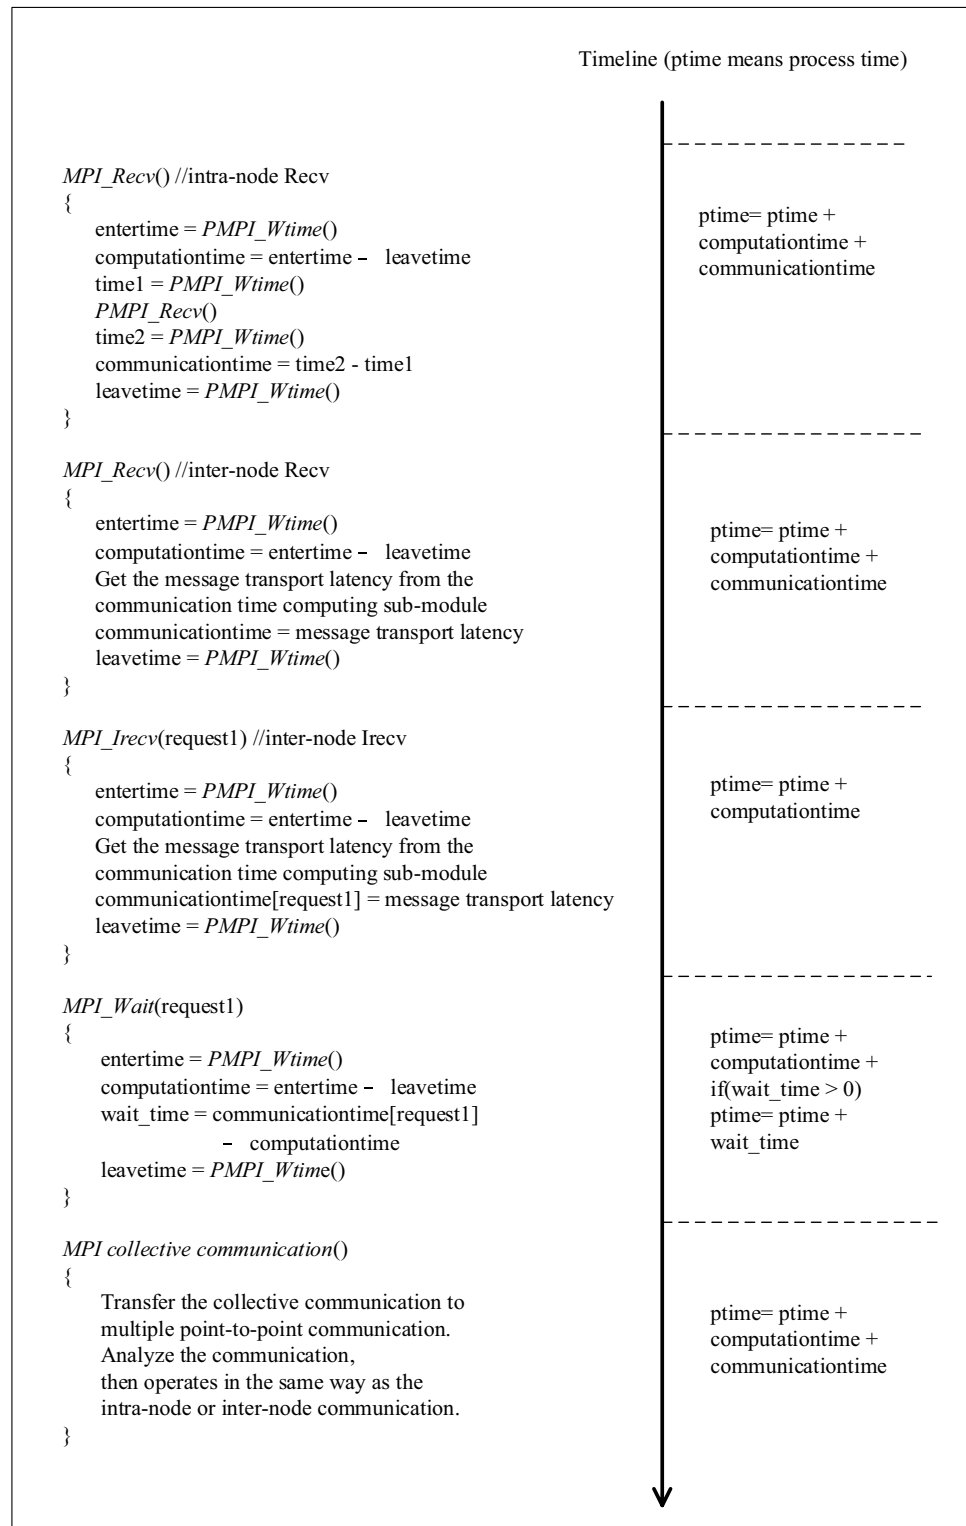 Timeline (ptime means process time)
MPI_Recv() //intra-node Recv
{
entertime = PMPI_Wtime()
computationtime = entertime – leavetime
time1 = PMPI_Wtime()
PMPI_Recv()
time2 = PMPI_Wtime()
communicationtime = time2 - time1
leavetime = PMPI_Wtime()
}
ptime= ptime +
computationtime +
communicationtime
MPI_Recv() //inter-node Recv
{
entertime = PMPI_Wtime()
computationtime = entertime – leavetime
Get the message transport latency from the
communication time computing sub-module
communicationtime = message transport latency
leavetime = PMPI_Wtime()
}
ptime= ptime +
computationtime +
communicationtime
MPI_Irecv(request1) //inter-node Irecv
{
entertime = PMPI_Wtime()
computationtime = entertime – leavetime
Get the message transport latency from the
communication time computing sub-module
communicationtime[request1] = message transport latency
leavetime = PMPI_Wtime()
}
ptime= ptime +
computationtime
MPI_Wait(request1)
{
entertime = PMPI_Wtime()
computationtime = entertime – leavetime
wait_time = communicationtime[request1]
– computationtime
leavetime = PMPI_Wtime()
}
ptime= ptime +
computationtime +
if(wait_time > 0)
ptime= ptime +
wait_time
MPI collective communication()
{
Transfer the collective communication to
multiple point-to-point communication.
Analyze the communication,
then operates in the same way as the
intra-node or inter-node communication.
}
ptime= ptime +
computationtime +
communicationtime